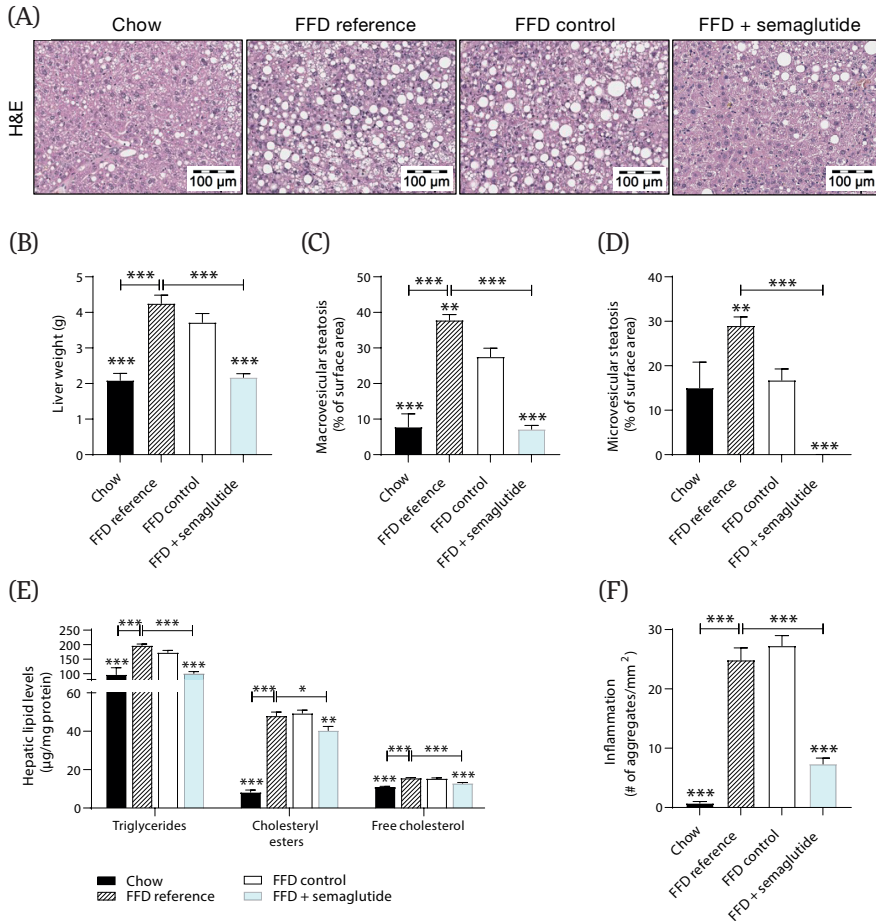 (A)
Chow
FFD reference
FFD control
FFD + semaglutide
H&E
100 µm
100 µm
100 µm
100 µm
(B)
Liver weight (g)
5
4
3
2
1
0
***
***
***
***
Chow
FFD reference
FFD control
FFD + semaglutide
(C)
Macrovesicular steatosis
(% of surface area)
50
40
30
20
10
0
***
***
***
**
***
Chow
FFD reference
FFD control
FFD + semaglutide
(D)
Microvesicular steatosis
(% of surface area)
40
30
20
10
0
***
**
***
Chow
FFD reference
FFD control
FFD + semaglutide
(E)
Hepatic lipid levels
(µg/mg protein)
250
200
150
100
60
40
20
0
***
***
***
***
***
*
***
**
***
***
***
***
Triglycerides
Cholesteryl
esters
Free cholesterol
Chow
FFD reference
FFD control
FFD + semaglutide
(F)
Inflammation
(# of aggregates/mm²)
30
20
10
0
***
***
***
***
Chow
FFD reference
FFD control
FFD + semaglutide